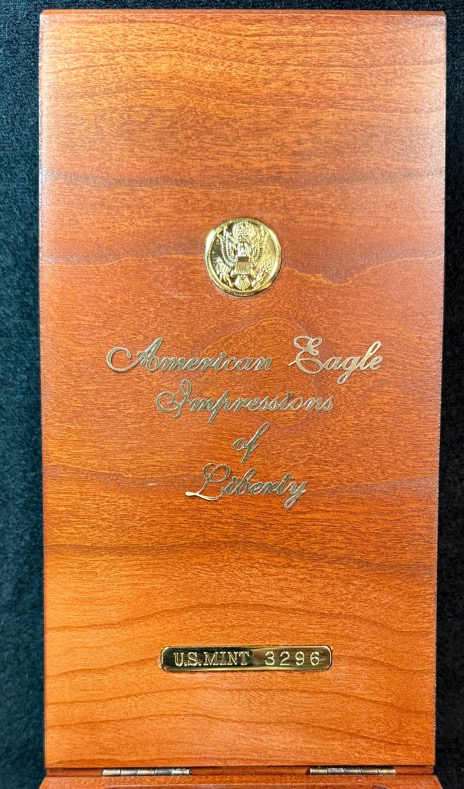 American Eagle
Impressions
of
Liberty
U.S. MINT 3296